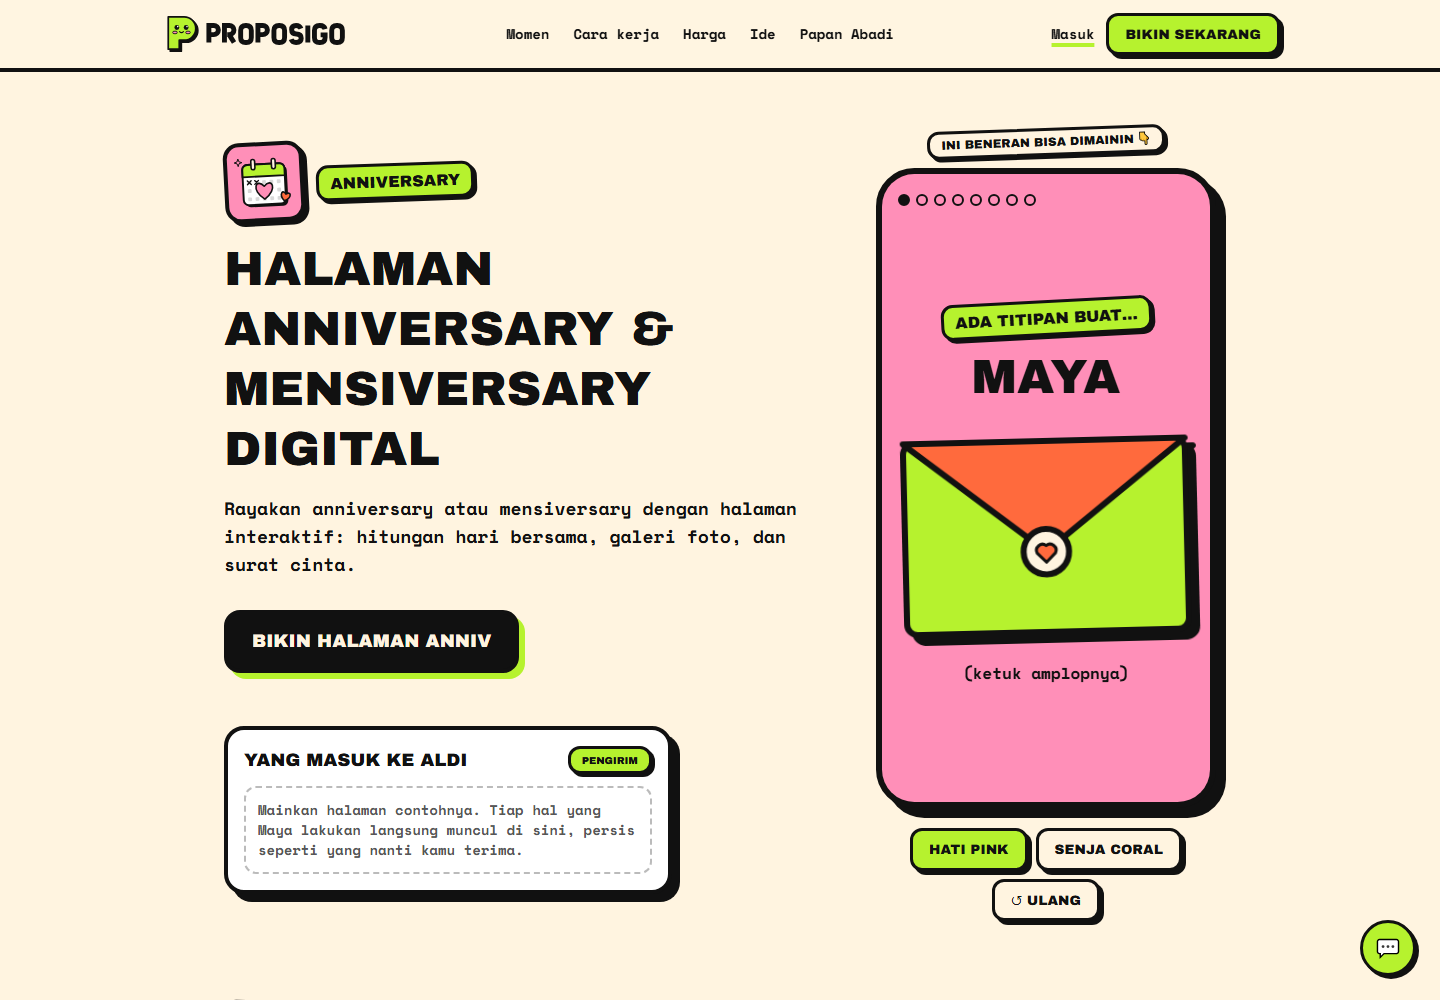 PROPOSIGO
Momen Cara kerja Harga Ide Papan Abadi
Masuk BIKIN SEKARANG
ANNIVERSARY
HALAMAN
ANNIVERSARY &
MENSIVERSARY
DIGITAL
Rayakan anniversary atau mensiversary dengan halaman
interaktif: hitungan hari bersama, galeri foto, dan
surat cinta.
BIKIN HALAMAN ANNIV
YANG MASUK KE ALDI
PENGIRIM
Mainkan halaman contohnya. Tiap hal yang
Maya lakukan langsung muncul di sini, persis
seperti yang nanti kamu terima.
INI BENERAN BISA DIMAININ 👇
ADA TITIPAN BUAT...
MAYA
(ketuk amplopnya)
HATI PINK SENJA CORAL
↺ ULANG